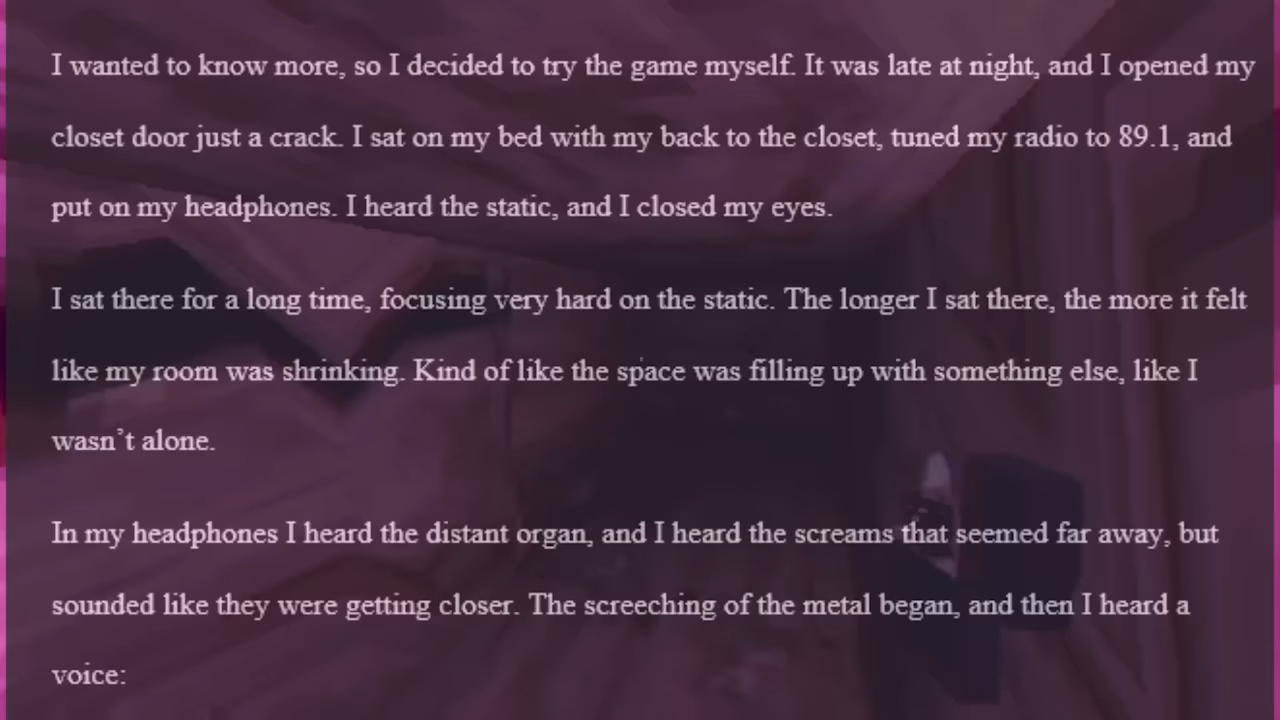 I wanted to know more, so I decided to try the game myself. It was late at night, and I opened my
closet door just a crack. I sat on my bed with my back to the closet, tuned my radio to 89.1, and
put on my headphones. I heard the static, and I closed my eyes.
I sat there for a long time, focusing very hard on the static. The longer I sat there, the more it felt
like my room was shrinking. Kind of like the space was filling up with something else, like I
wasn’t alone.
In my headphones I heard the distant organ, and I heard the screams that seemed far away, but
sounded like they were getting closer. The screeching of the metal began, and then I heard a
voice: